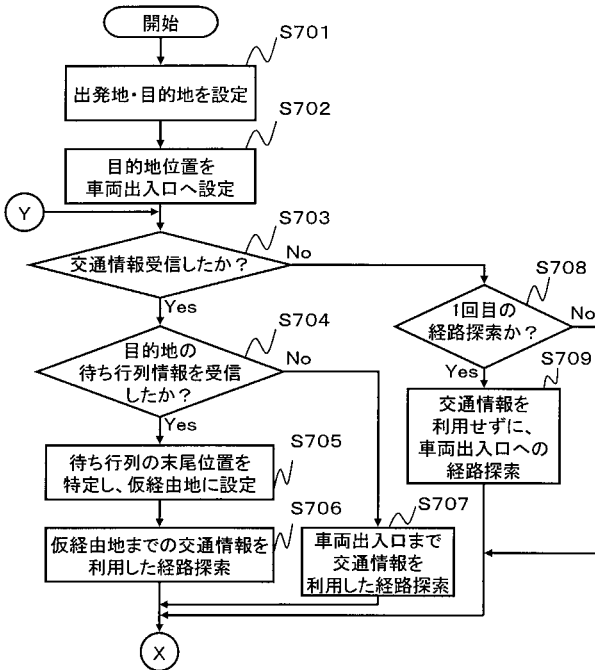 開始
S701
出発地・目的地を設定
S702
目的地位置を
車両出入口へ設定
Y
S703
交通情報受信したか？
No
Yes
S704
目的地の
待ち行列情報を受信
したか？
No
Yes
S708
1回目の
経路探索か？
No
Yes
S709
交通情報を
利用せずに、
車両出入口への
経路探索
S705
待ち行列の末尾位置を
特定し、仮経由地に設定
S706
仮経由地までの交通情報を
利用した経路探索
S707
車両出入口まで
交通情報を
利用した経路探索
X